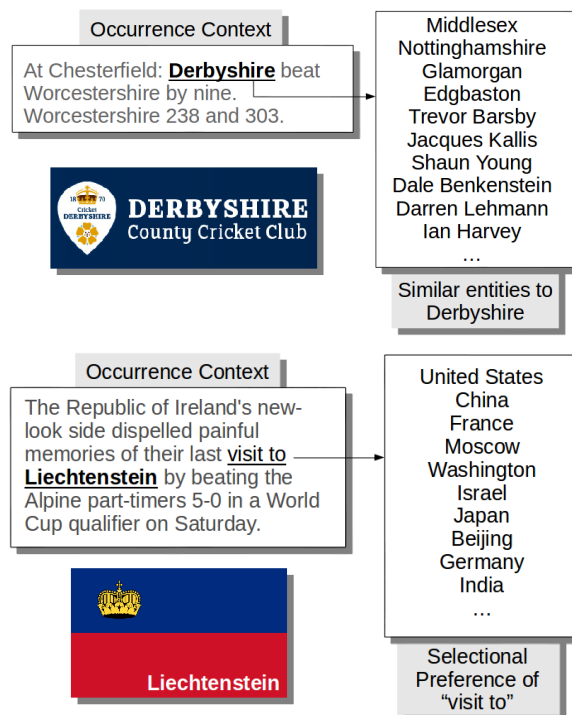 Occurrence Context
At Chesterfield: Derbyshire beat
Worcestershire by nine.
Worcestershire 238 and 303.
Middlesex
Nottinghamshire
Glamorgan
Edgbaston
Trevor Barsby
Jacques Kallis
Shaun Young
Dale Benkenstein
Darren Lehmann
Ian Harvey
...
18 70
Cricket
DERBYSHIRE
DERBYSHIRE
County Cricket Club
Similar entities to
Derbyshire
Occurrence Context
The Republic of Ireland's new-
look side dispelled painful
memories of their last visit to
Liechtenstein by beating the
Alpine part-timers 5-0 in a World
Cup qualifier on Saturday.
United States
China
France
Moscow
Washington
Israel
Japan
Beijing
Germany
India
...
Liechtenstein
Selectional
Preference of
“visit to”